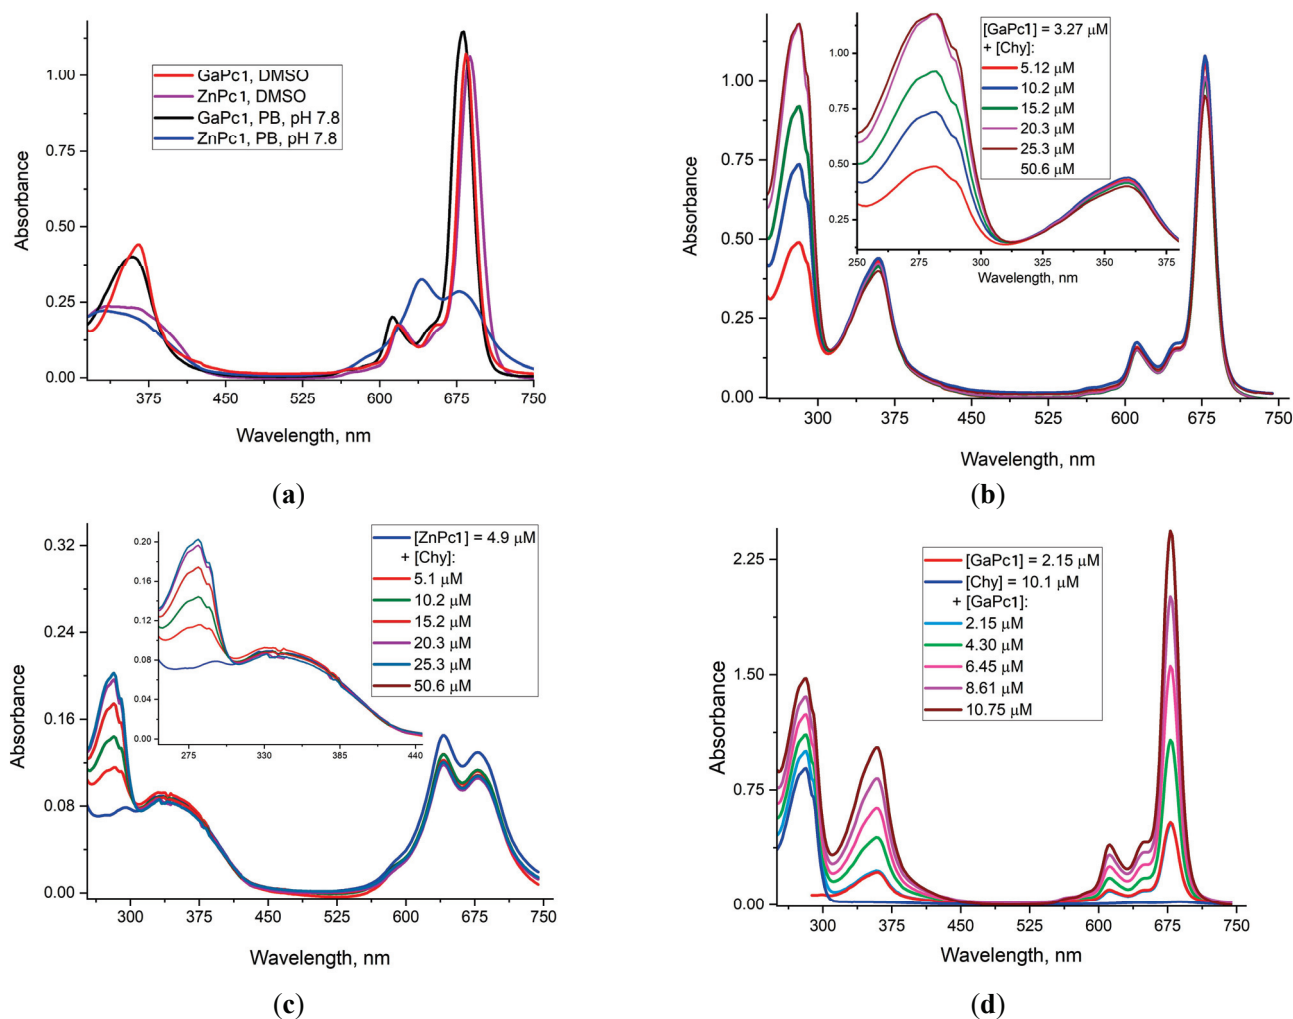 GaPc1, DMSO
ZnPc1, DMSO
GaPc1, PB, pH 7.8
ZnPc1, PB, pH 7.8
1.00
0.75
0.50
0.25
0.00
Absorbance
375 450 525 600 675 750
Wavelength, nm
(a)
[GaPc1] = 3.27 µM
+ [Chy]:
5.12 µM
10.2 µM
15.2 µM
20.3 µM
25.3 µM
50.6 µM
1.00
0.75
0.50
0.25
0.00
Absorbance
1.00
0.75
0.50
0.25
250 275 300 325 350 375
Wavelength, nm
300 375 450 525 600 675 750
Wavelength, nm
(b)
[ZnPc1] = 4.9 µM
+ [Chy]:
5.1 µM
10.2 µM
15.2 µM
20.3 µM
25.3 µM
50.6 µM
0.32
0.24
0.16
0.08
0.00
Absorbance
0.20
0.16
0.12
0.08
0.04
0.00
275 330 385 440
300 375 450 525 600 675 750
Wavelength, nm
(c)
[GaPc1] = 2.15 µM
[Chy] = 10.1 µM
+ [GaPc1]:
2.15 µM
4.30 µM
6.45 µM
8.61 µM
10.75 µM
2.25
1.50
0.75
0.00
Absorbance
300 375 450 525 600 675 750
Wavelength, nm
(d)